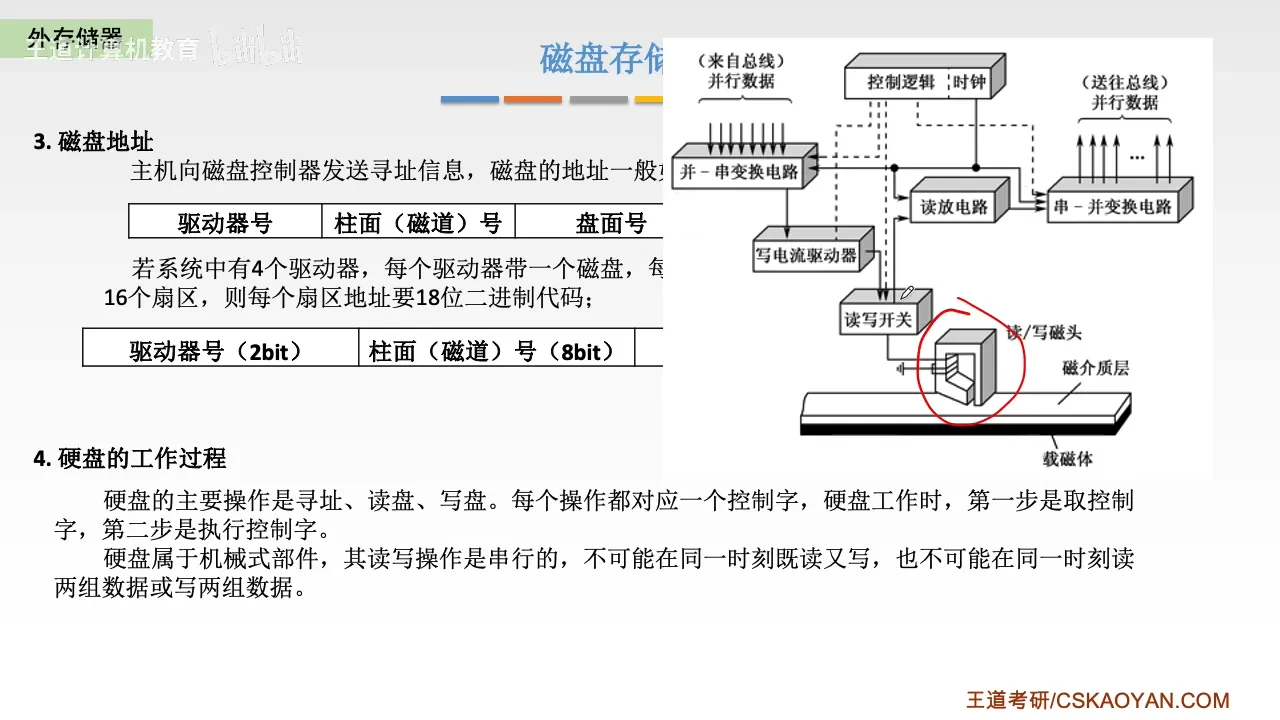 外存储器
王道计算机教育
bilibili
磁盘存储
3. 磁盘地址
主机向磁盘控制器发送寻址信息，磁盘的地址一般
驱动器号 柱面（磁道）号 盘面号
若系统中有4个驱动器，每个驱动器带一个磁盘，每
16个扇区，则每个扇区地址要18位二进制代码；
驱动器号（2bit） 柱面（磁道）号（8bit）
（来自总线）
并行数据
控制逻辑 时钟
（送往总线）
并行数据
…
并－串变换电路
读放电路
串－并变换电路
写电流驱动器
读写开关
读/写磁头
磁介质层
载磁体
4. 硬盘的工作过程
硬盘的主要操作是寻址、读盘、写盘。每个操作都对应一个控制字，硬盘工作时，第一步是取控制
字，第二步是执行控制字。
硬盘属于机械式部件，其读写操作是串行的，不可能在同一时刻既读又写，也不可能在同一时刻读
两组数据或写两组数据。
王道考研/CSKAOYAN.COM